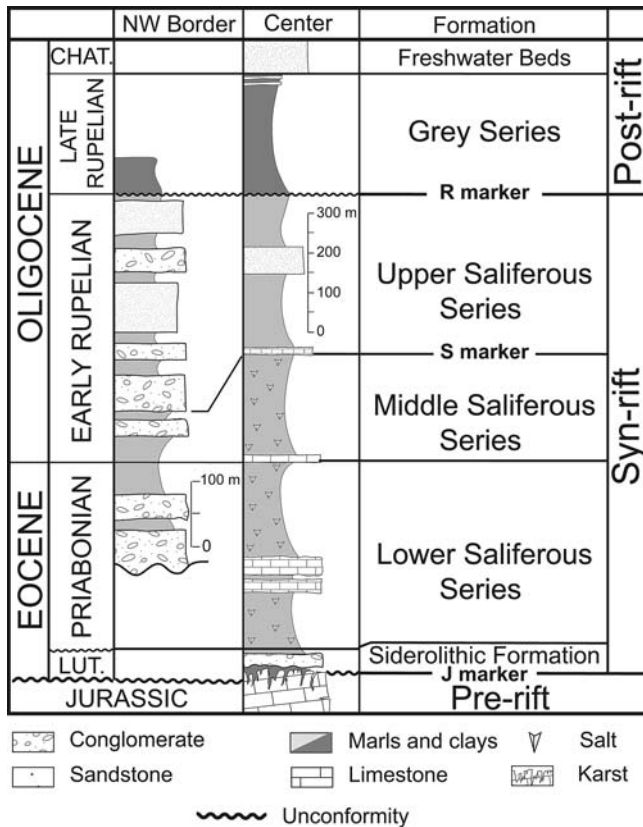 NW Border
Center
Formation
CHAT.
Freshwater Beds
OLIGOCENE
LATE
RUPELIAN
Grey Series
Post-rift
R marker
300 m
200
100
0
EARLY RUPELIAN
Upper Saliferous
Series
S marker
Middle Saliferous
Series
Syn-rift
EOCENE
PRIABONIAN
100 m
0
Lower Saliferous
Series
Siderolithic Formation
LUT.
J marker
JURASSIC
Pre-rift
Conglomerate
Marls and clays
Salt
Sandstone
Limestone
Karst
Unconformity